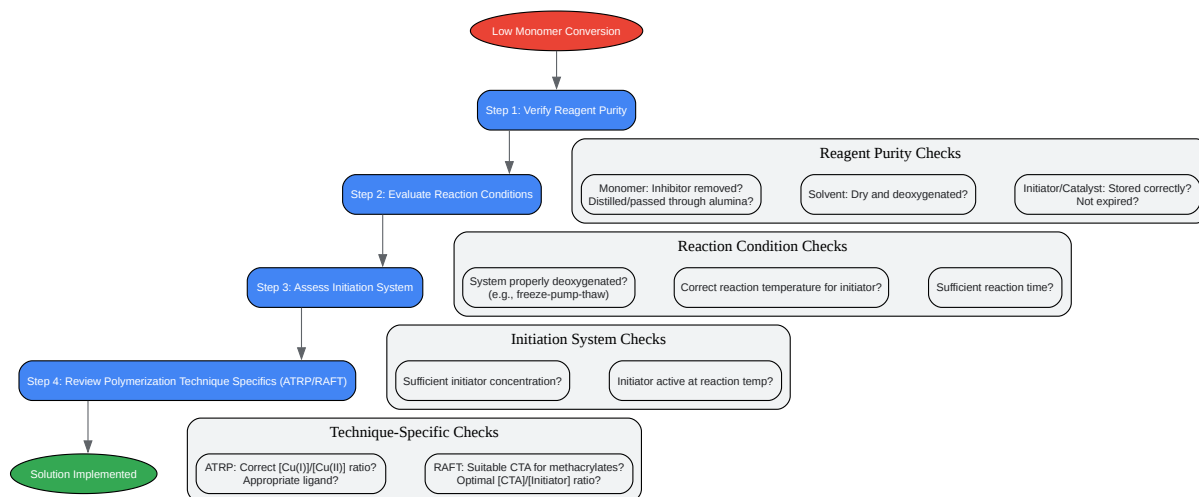 Low Monomer Conversion
Step 1: Verify Reagent Purity
Reagent Purity Checks
Step 2: Evaluate Reaction Conditions
Monomer: Inhibitor removed?
Distilled/passed through alumina?
Solvent: Dry and deoxygenated?
Initiator/Catalyst: Stored correctly?
Not expired?
Reaction Condition Checks
Step 3: Assess Initiation System
System properly deoxygenated?
(e.g., freeze-pump-thaw)
Correct reaction temperature for initiator?
Sufficient reaction time?
Initiation System Checks
Step 4: Review Polymerization Technique Specifics (ATRP/RAFT)
Sufficient initiator concentration?
Initiator active at reaction temp?
Technique-Specific Checks
Solution Implemented
ATRP: Correct [Cu(I)]/[Cu(II)] ratio?
Appropriate ligand?
RAFT: Suitable CTA for methacrylates?
Optimal [CTA]/[Initiator] ratio?